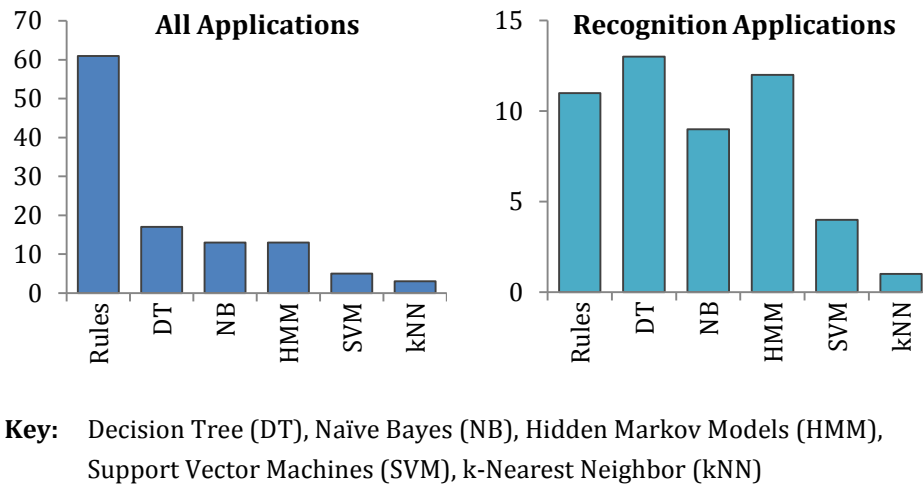 All Applications
70
60
50
40
30
20
10
0
Rules
DT
NB
HMM
SVM
kNN
Recognition Applications
15
10
5
0
Rules
DT
NB
HMM
SVM
kNN
Key: Decision Tree (DT), Naïve Bayes (NB), Hidden Markov Models (HMM),
Support Vector Machines (SVM), k-Nearest Neighbor (kNN)